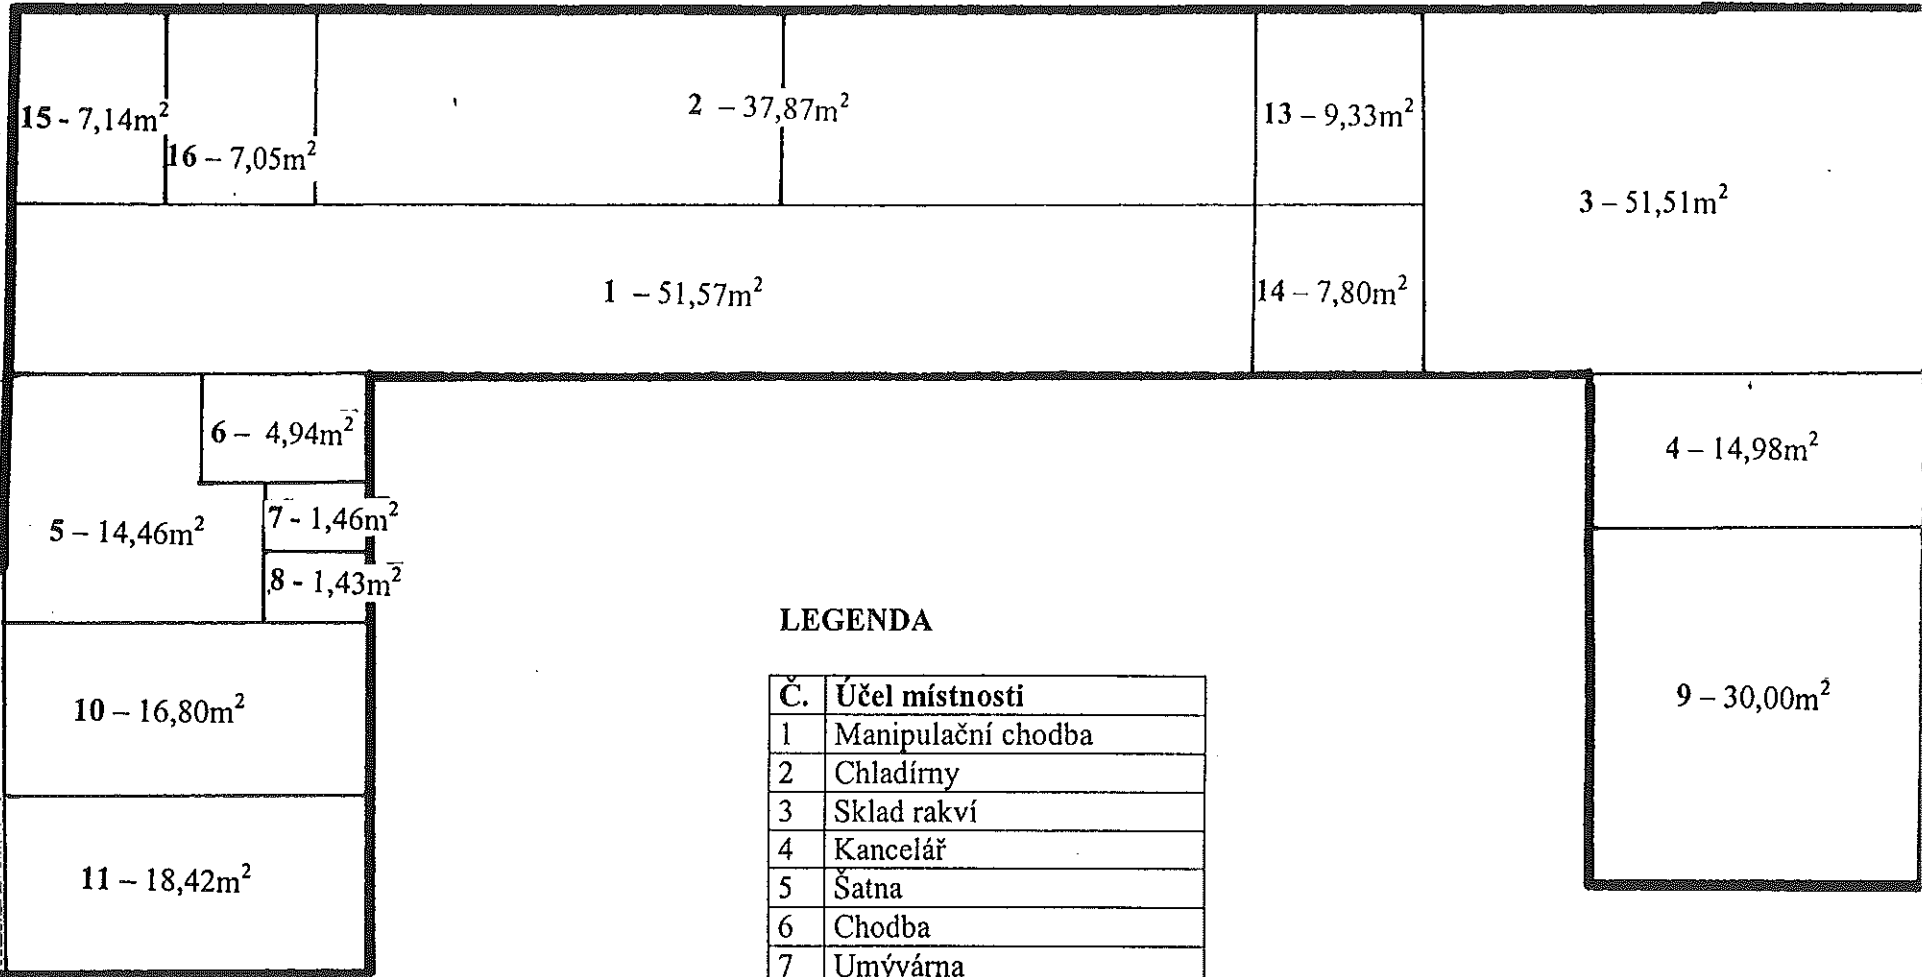 2 – 37,87m²
13 – 9,33m²
15 - 7,14m²
16 – 7,05m²
3 – 51,51m²
1 – 51,57m²
14 – 7,80m²
6 – 4,94m²
4 – 14,98m²
7 - 1,46m²
5 – 14,46m²
8 - 1,43m²
10 – 16,80m²
9 – 30,00m²
11 – 18,42m²
LEGENDA
Č. Účel místnosti
1 Manipulační chodba
2 Chladírny
3 Sklad rakví
4 Kancelář
5 Šatna
6 Chodba
7 Umývárna